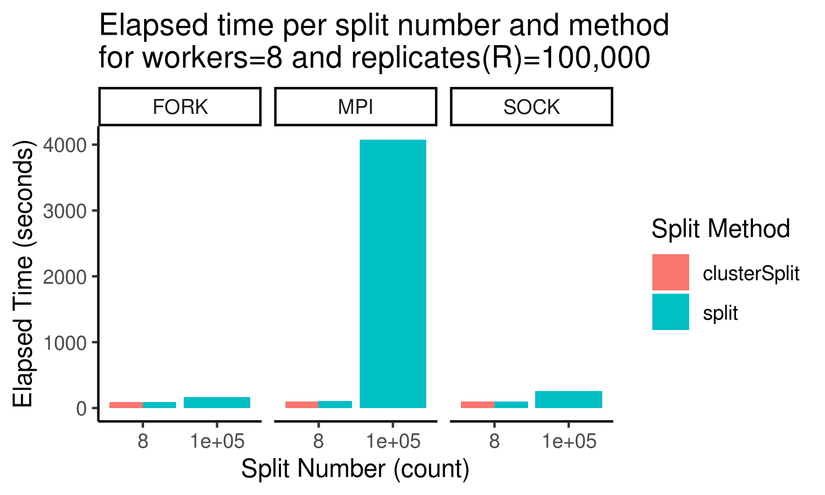 Elapsed time per split number and method
for workers=8 and replicates(R)=100,000
FORK
MPI
SOCK
Elapsed Time (seconds)
4000
3000
2000
1000
0
8
1e+05
8
1e+05
8
1e+05
Split Number (count)
Split Method
clusterSplit
split